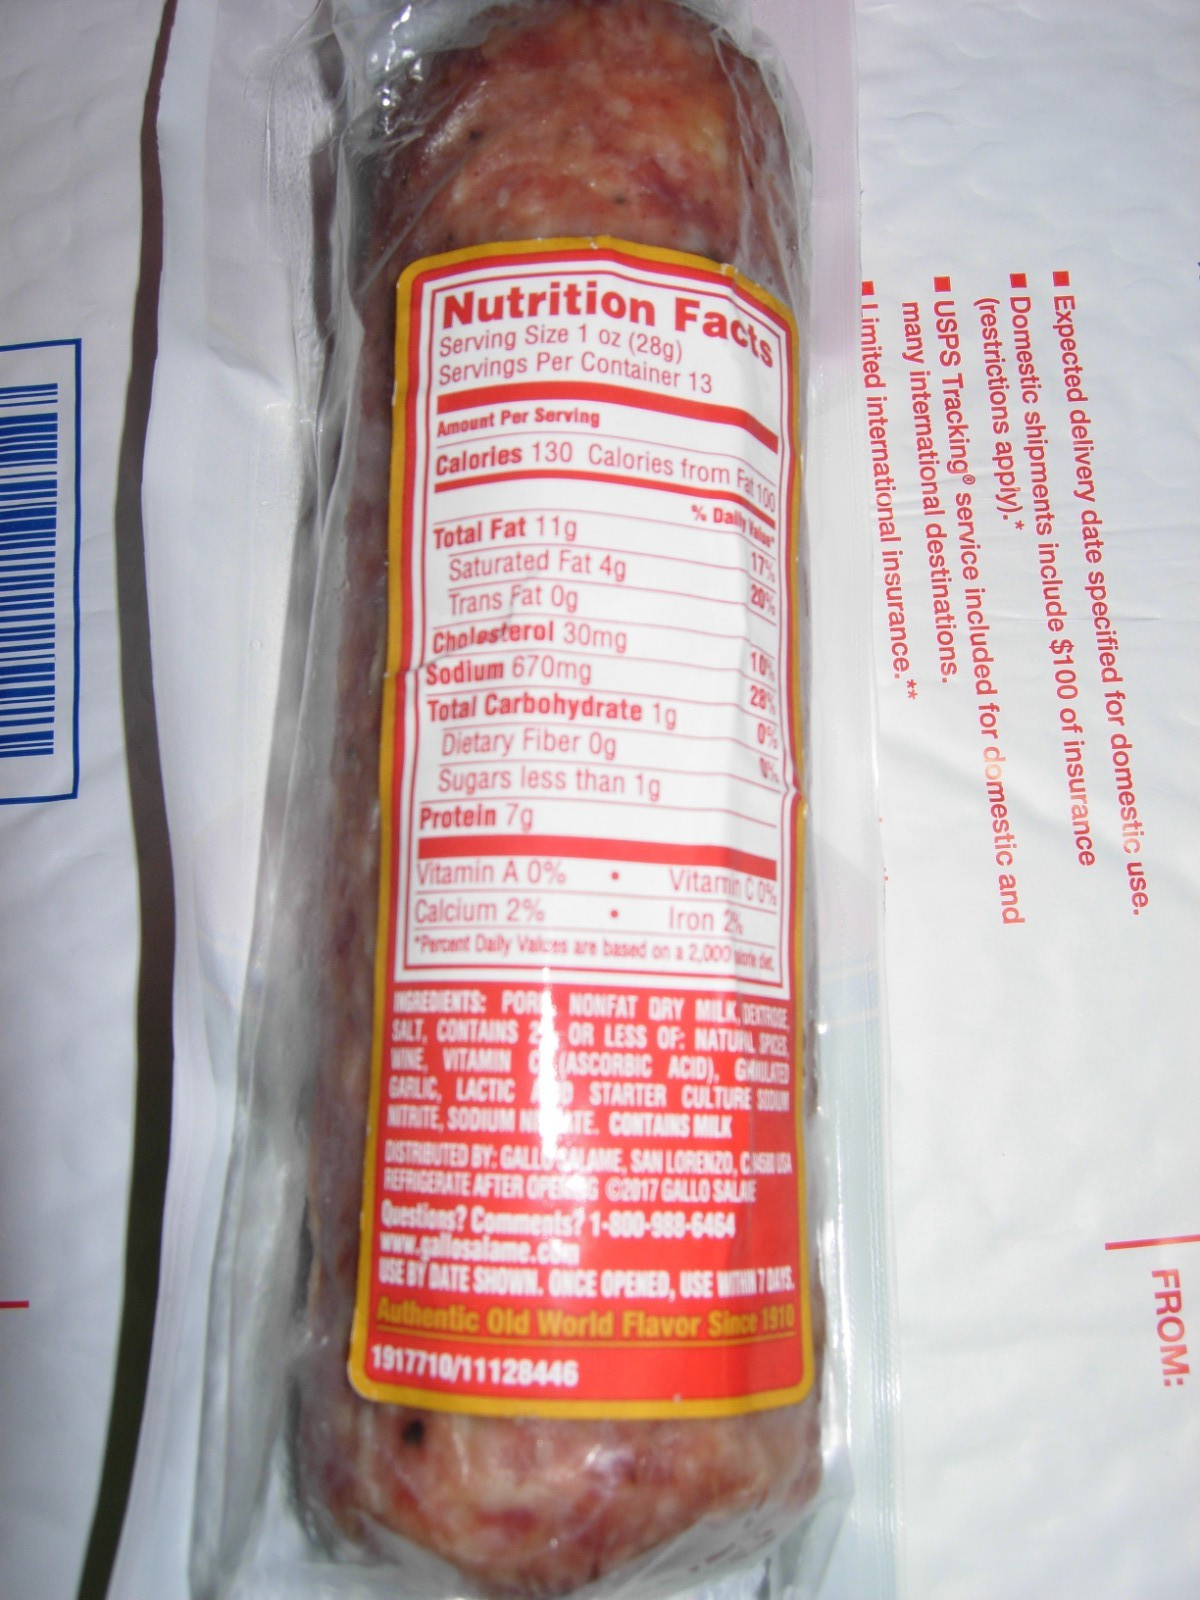 Nutrition Facts
Serving Size 1 oz (28g)
Servings Per Container 13
Amount Per Serving
Calories 130 Calories from Fat 100
% Daily Value*
Total Fat 11g 17%
Saturated Fat 4g 20%
Trans Fat 0g
Cholesterol 30mg 10%
Sodium 670mg 28%
Total Carbohydrate 1g 0%
Dietary Fiber 0g 0%
Sugars less than 1g
Protein 7g
Vitamin A 0% • Vitamin C 0%
Calcium 2% • Iron 2%
*Percent Daily Values are based on a 2,000 calorie diet.
INGREDIENTS: PORK, NONFAT DRY MILK, DEXTROSE,
SALT, CONTAINS 2% OR LESS OF: NATURAL SPICES,
WINE, VITAMIN C (ASCORBIC ACID), GRANULATED
GARLIC, LACTIC ACID STARTER CULTURE SODIUM
NITRITE, SODIUM NITRATE. CONTAINS MILK
DISTRIBUTED BY: GALLO SALAME, SAN LORENZO, CA 94580 USA
REFRIGERATE AFTER OPENING ©2017 GALLO SALAME
Questions? Comments? 1-800-988-6464
www.gallosalame.com
USE BY DATE SHOWN. ONCE OPENED, USE WITHIN 7 DAYS.
Authentic Old World Flavor Since 1910
1917710/11128446
■ Expected delivery date specified for domestic use.
■ Domestic shipments include $100 of insurance
(restrictions apply).*
■ USPS Tracking® service included for domestic and
many international destinations.
■ Limited international insurance.**
FROM: